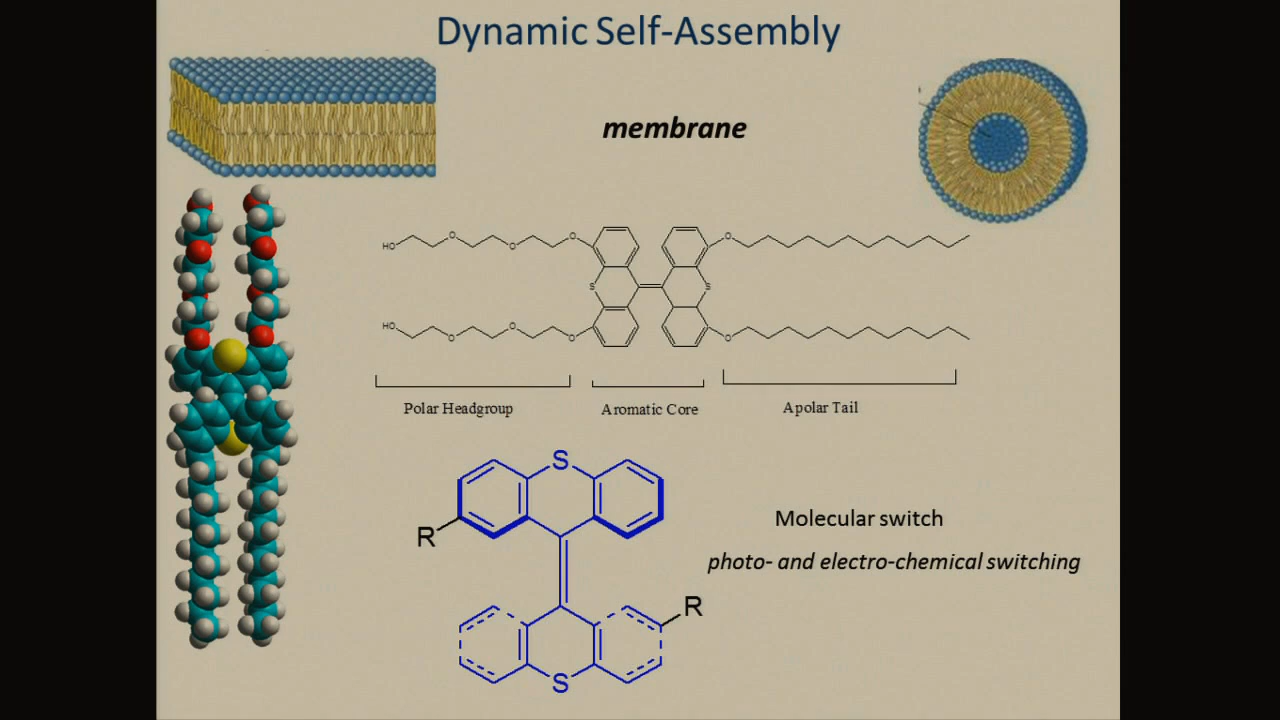 Dynamic Self-Assembly
membrane
HO O O O O
S S
HO O O O O
Polar Headgroup Aromatic Core Apolar Tail
S
R
Molecular switch
photo- and electro-chemical switching
R
S